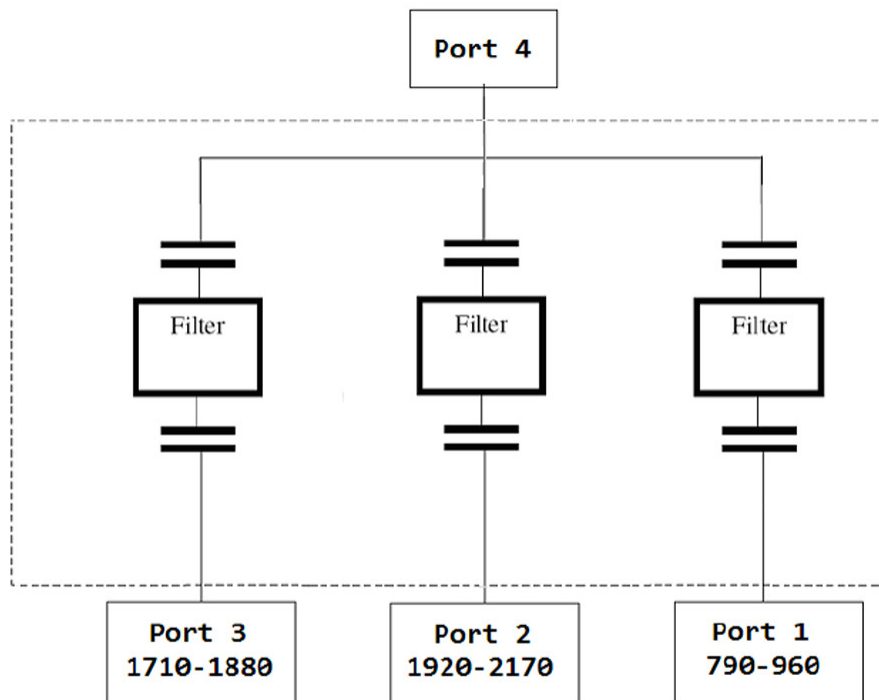 Port 4
Filter
Filter
Filter
Port 3
1710-1880
Port 2
1920-2170
Port 1
790-960